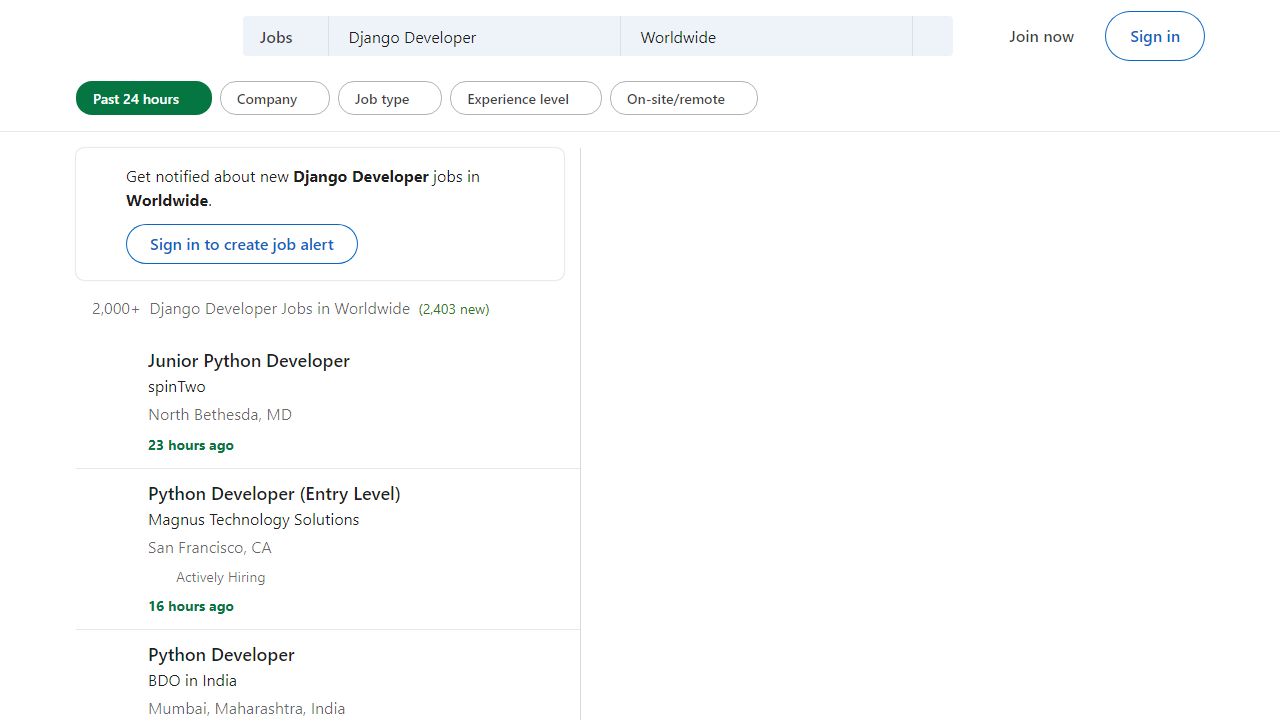 Jobs
Django Developer
Worldwide
Join now
Sign in
Past 24 hours
Company
Job type
Experience level
On-site/remote
Get notified about new Django Developer jobs in
Worldwide.
Sign in to create job alert
2,000+ Django Developer Jobs in Worldwide (2,403 new)
Junior Python Developer
spinTwo
North Bethesda, MD
23 hours ago
Python Developer (Entry Level)
Magnus Technology Solutions
San Francisco, CA
Actively Hiring
16 hours ago
Python Developer
BDO in India
Mumbai, Maharashtra, India